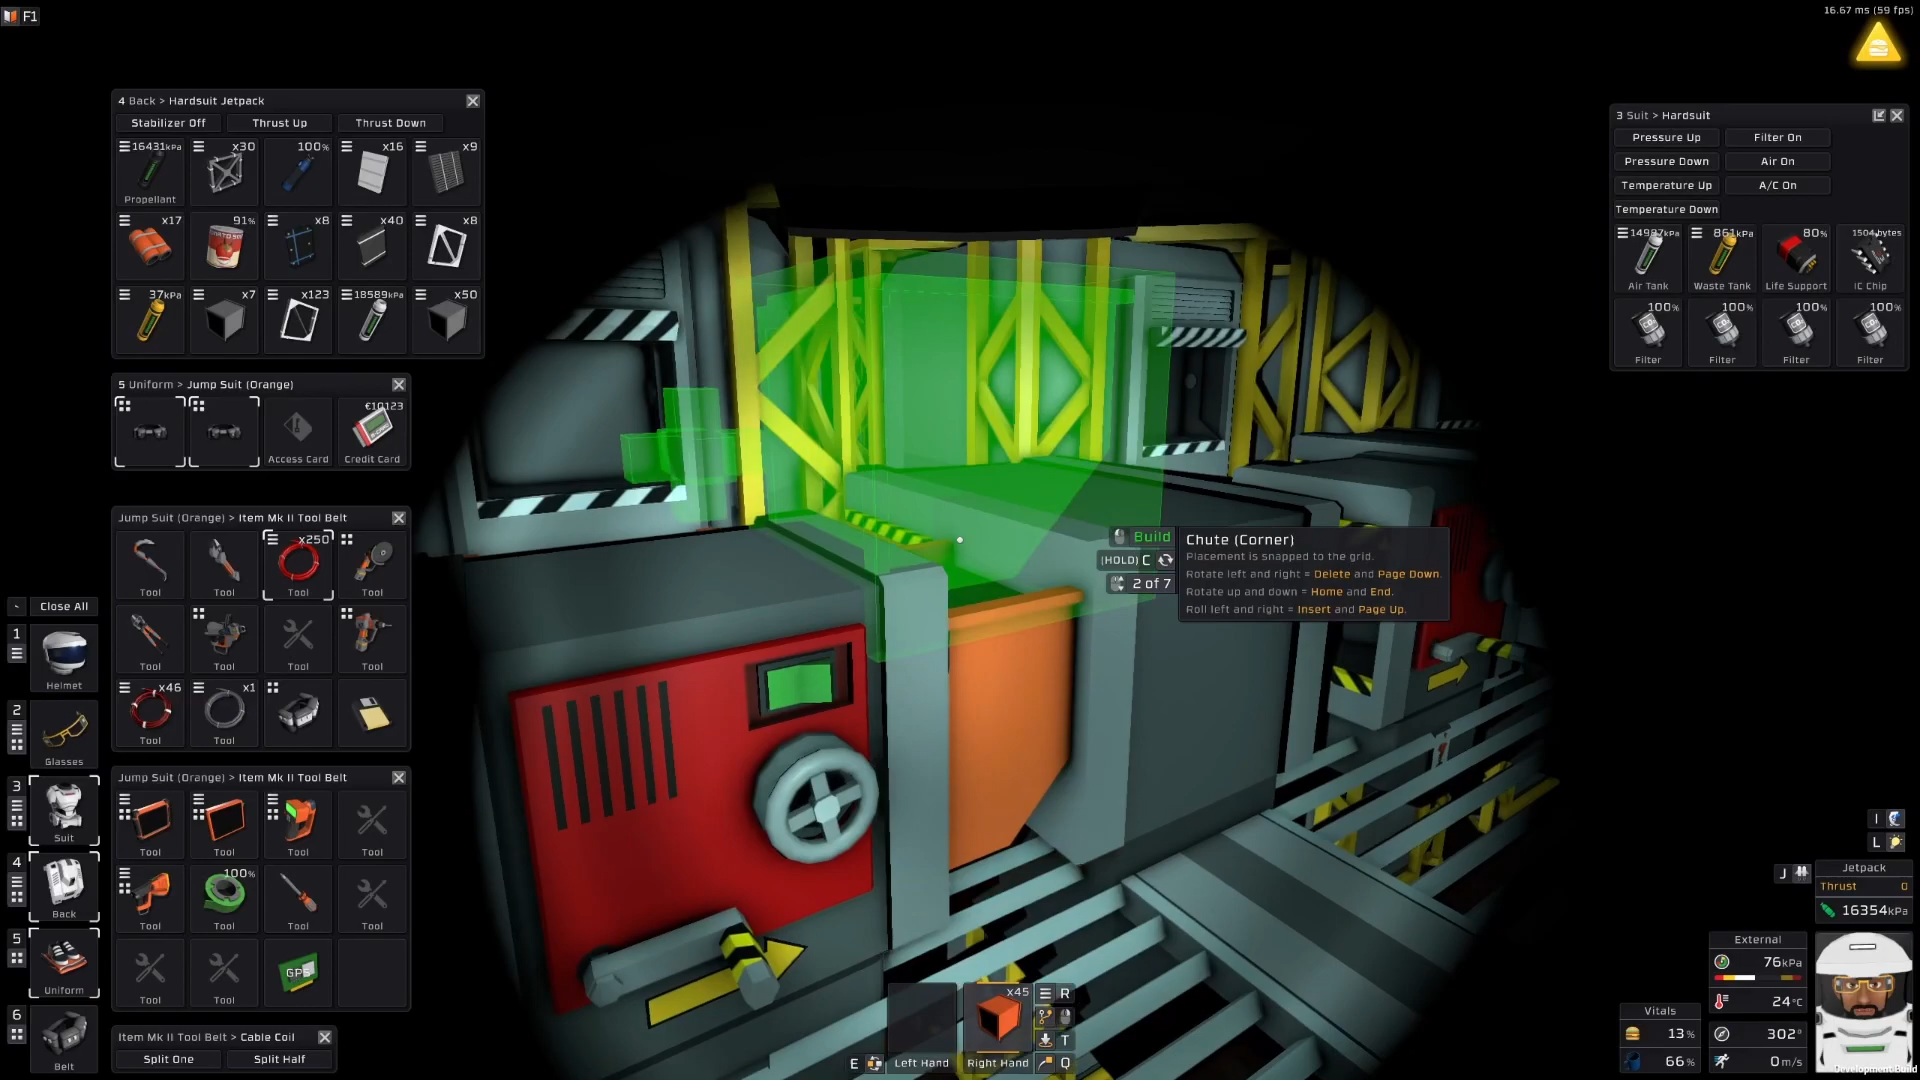 F1
16.67 ms (59 fps)
4 Back > Hardsuit Jetpack
Stabilizer Off
Thrust Up
Thrust Down
16431kPa
x30
100%
x16
x9
Propellant
x17
91%
x8
x40
x8
37kPa
x7
x123
18589kPa
x50
5 Uniform > Jump Suit (Orange)
€10123
Access Card
Credit Card
Jump Suit (Orange) > Item Mk II Tool Belt
x250
Tool
Tool
Tool
Tool
Tool
Tool
Tool
Tool
x46
x1
Tool
Tool
Jump Suit (Orange) > Item Mk II Tool Belt
Tool
Tool
Tool
Tool
100%
Tool
Tool
Tool
Tool
GPS
Tool
Tool
Item Mk II Tool Belt > Cable Coil
Split One
Split Half
- Close All
1
Helmet
2
Glasses
3
Suit
4
Back
5
Uniform
6
Belt
Build
(HOLD) C
2 of 7
Chute (Corner)
Placement is snapped to the grid.
Rotate left and right = Delete and Page Down.
Rotate up and down = Home and End.
Roll left and right = Insert and Page Up.
3 Suit > Hardsuit
Pressure Up
Filter On
Pressure Down
Air On
Temperature Up
A/C On
Temperature Down
14987kPa
861kPa
80%
1504 bytes
Air Tank
Waste Tank
Life Support
IC Chip
100%
100%
100%
100%
Filter
Filter
Filter
Filter
I
L
J
Jetpack
Thrust 0
16354kPa
External
76kPa
24°C
302°
0m/s
Vitals
13%
66%
Development Build
x45
R
T
E
Left Hand
Right Hand
Q